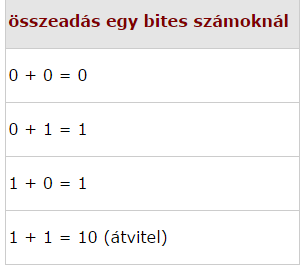 összeadás egy bites számoknál
0 + 0 = 0
0 + 1 = 1
1 + 0 = 1
1 + 1 = 10 (átvitel)